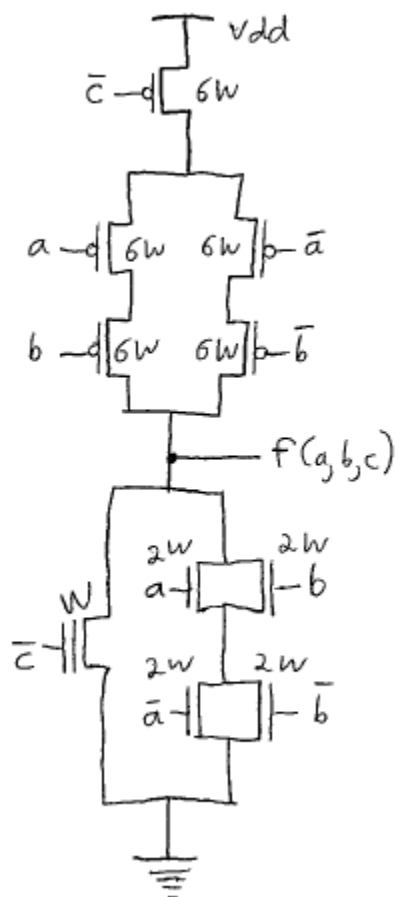 Vdd
c̄ 6W
a 6W 6W ā
b 6W 6W b̄
f(a,b,c)
2W 2W
a b
W
c̄
2W 2W
ā b̄